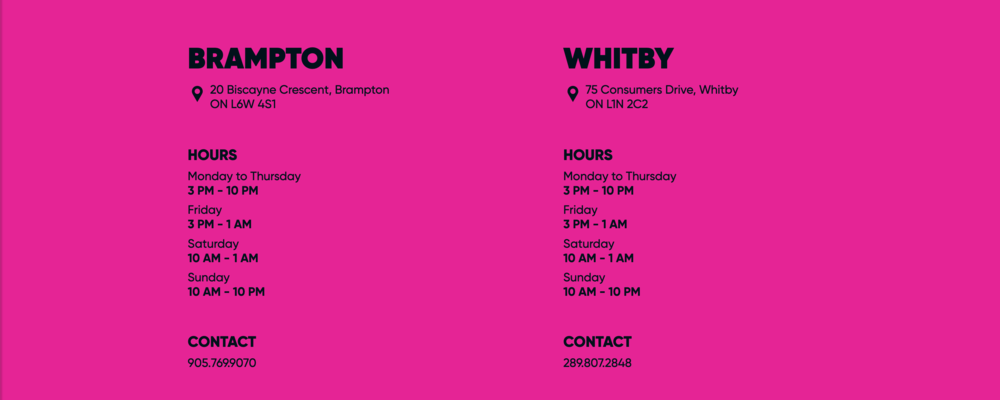 BRAMPTON
20 Biscayne Crescent, Brampton
ON L6W 4S1
HOURS
Monday to Thursday
3 PM - 10 PM
Friday
3 PM - 1 AM
Saturday
10 AM - 1 AM
Sunday
10 AM - 10 PM
CONTACT
905.769.9070
WHITBY
75 Consumers Drive, Whitby
ON L1N 2C2
HOURS
Monday to Thursday
3 PM - 10 PM
Friday
3 PM - 1 AM
Saturday
10 AM - 1 AM
Sunday
10 AM - 10 PM
CONTACT
289.807.2848